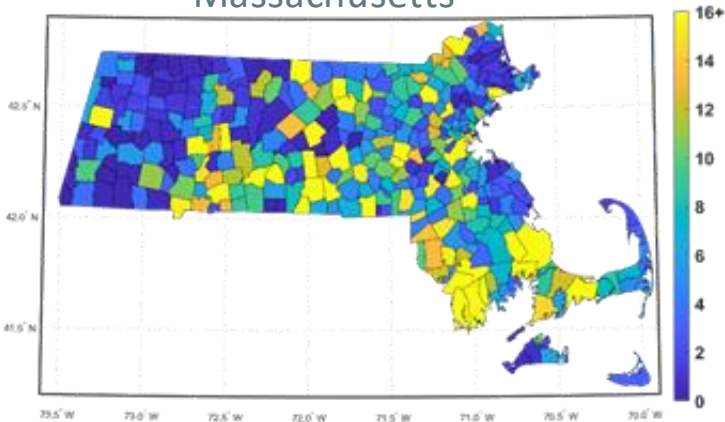 Massachusetts
16+
14
12
10
8
6
4
2
0
42.5° N
42.0° N
41.5° N
73.5° W
73.0° W
72.5° W
72.0° W
71.5° W
71.0° W
70.5° W
70.0° W